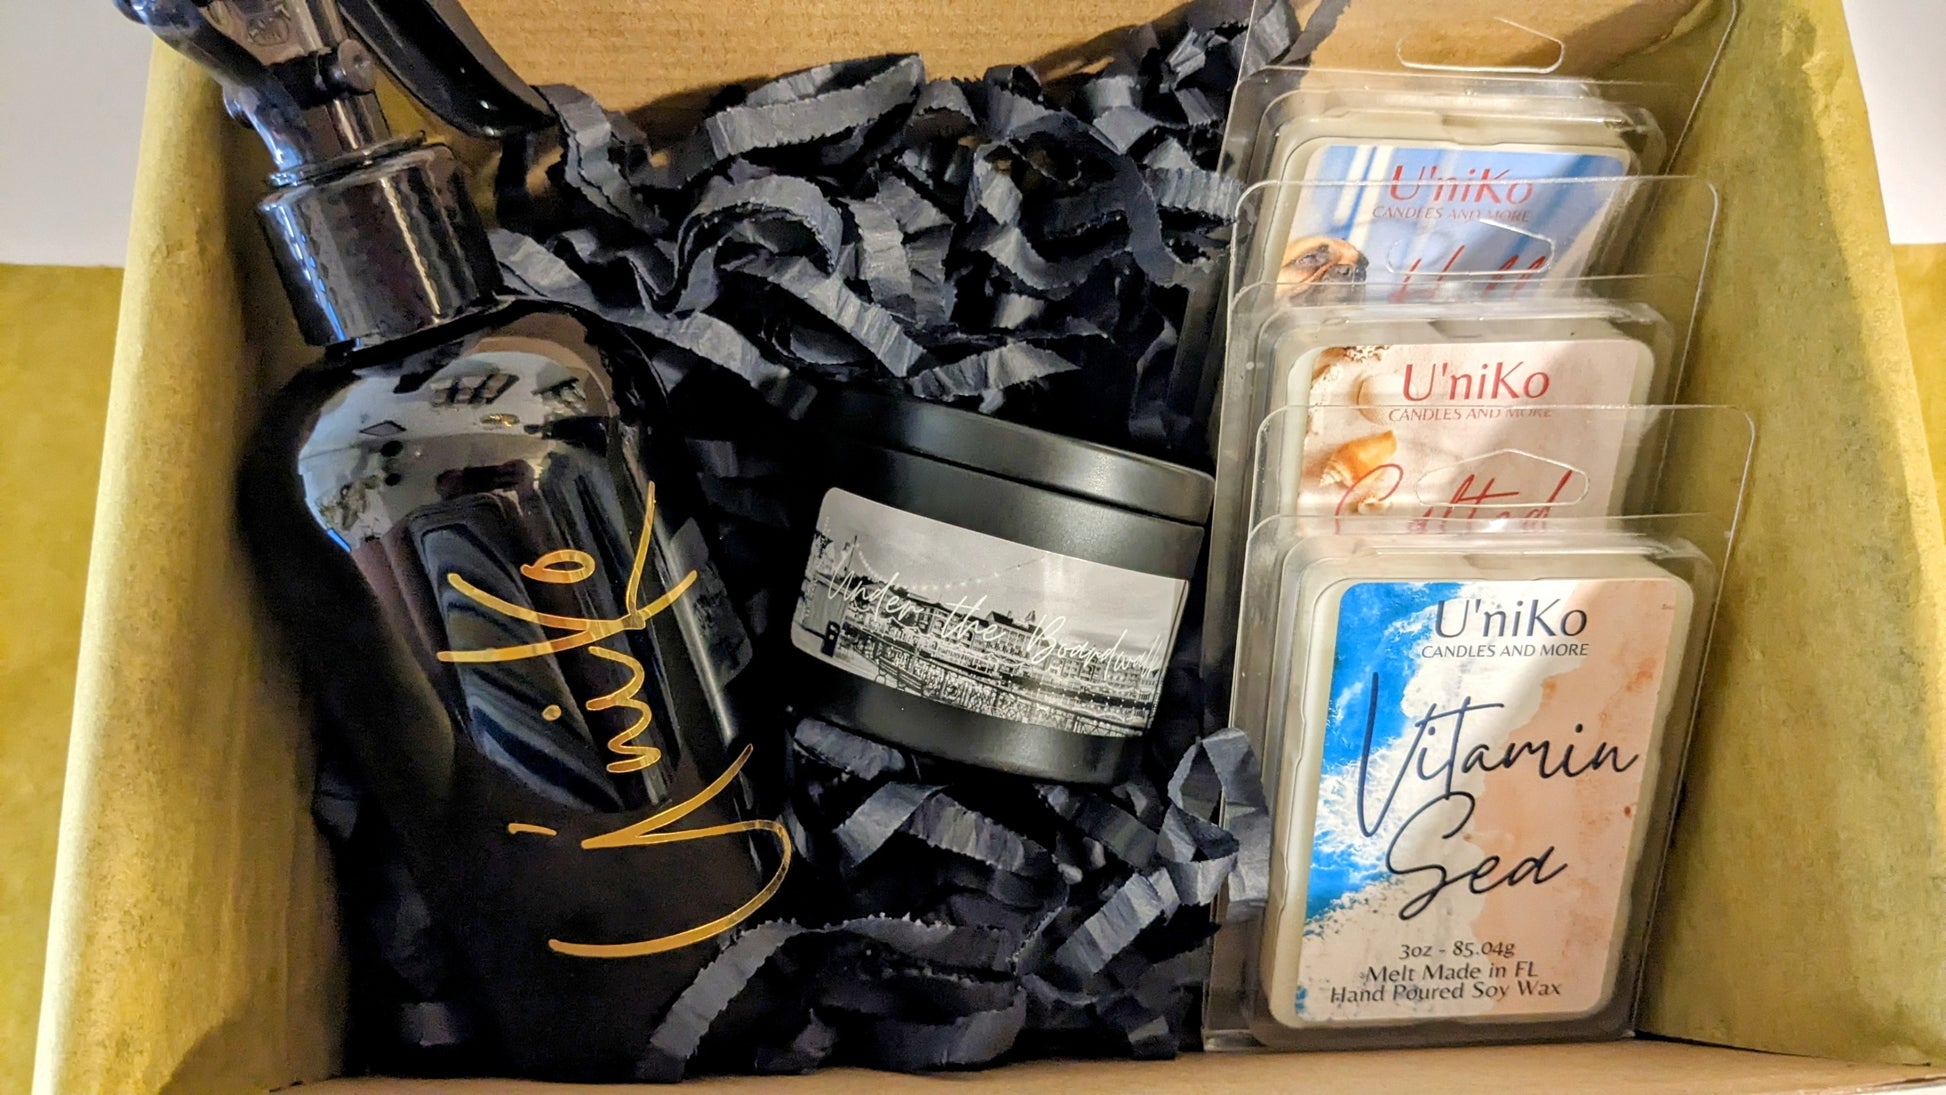 U'niKo
Under the Boardwalk
U'niKo
CANDLES AND MORE
U'niKo
CANDLES AND MORE
Salted
U'niKo
CANDLES AND MORE
Vitamin
Sea
3oz - 85.04g
Melt Made in FL
Hand Poured Soy Wax